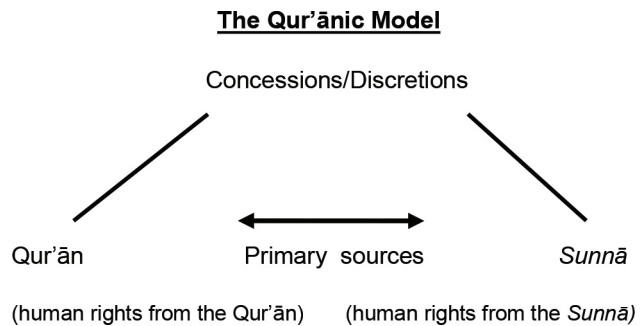 The Qur’ānic Model
Concessions/Discretions
Qur’ān Primary sources Sunnā
(human rights from the Qur’ān) (human rights from the Sunnā)